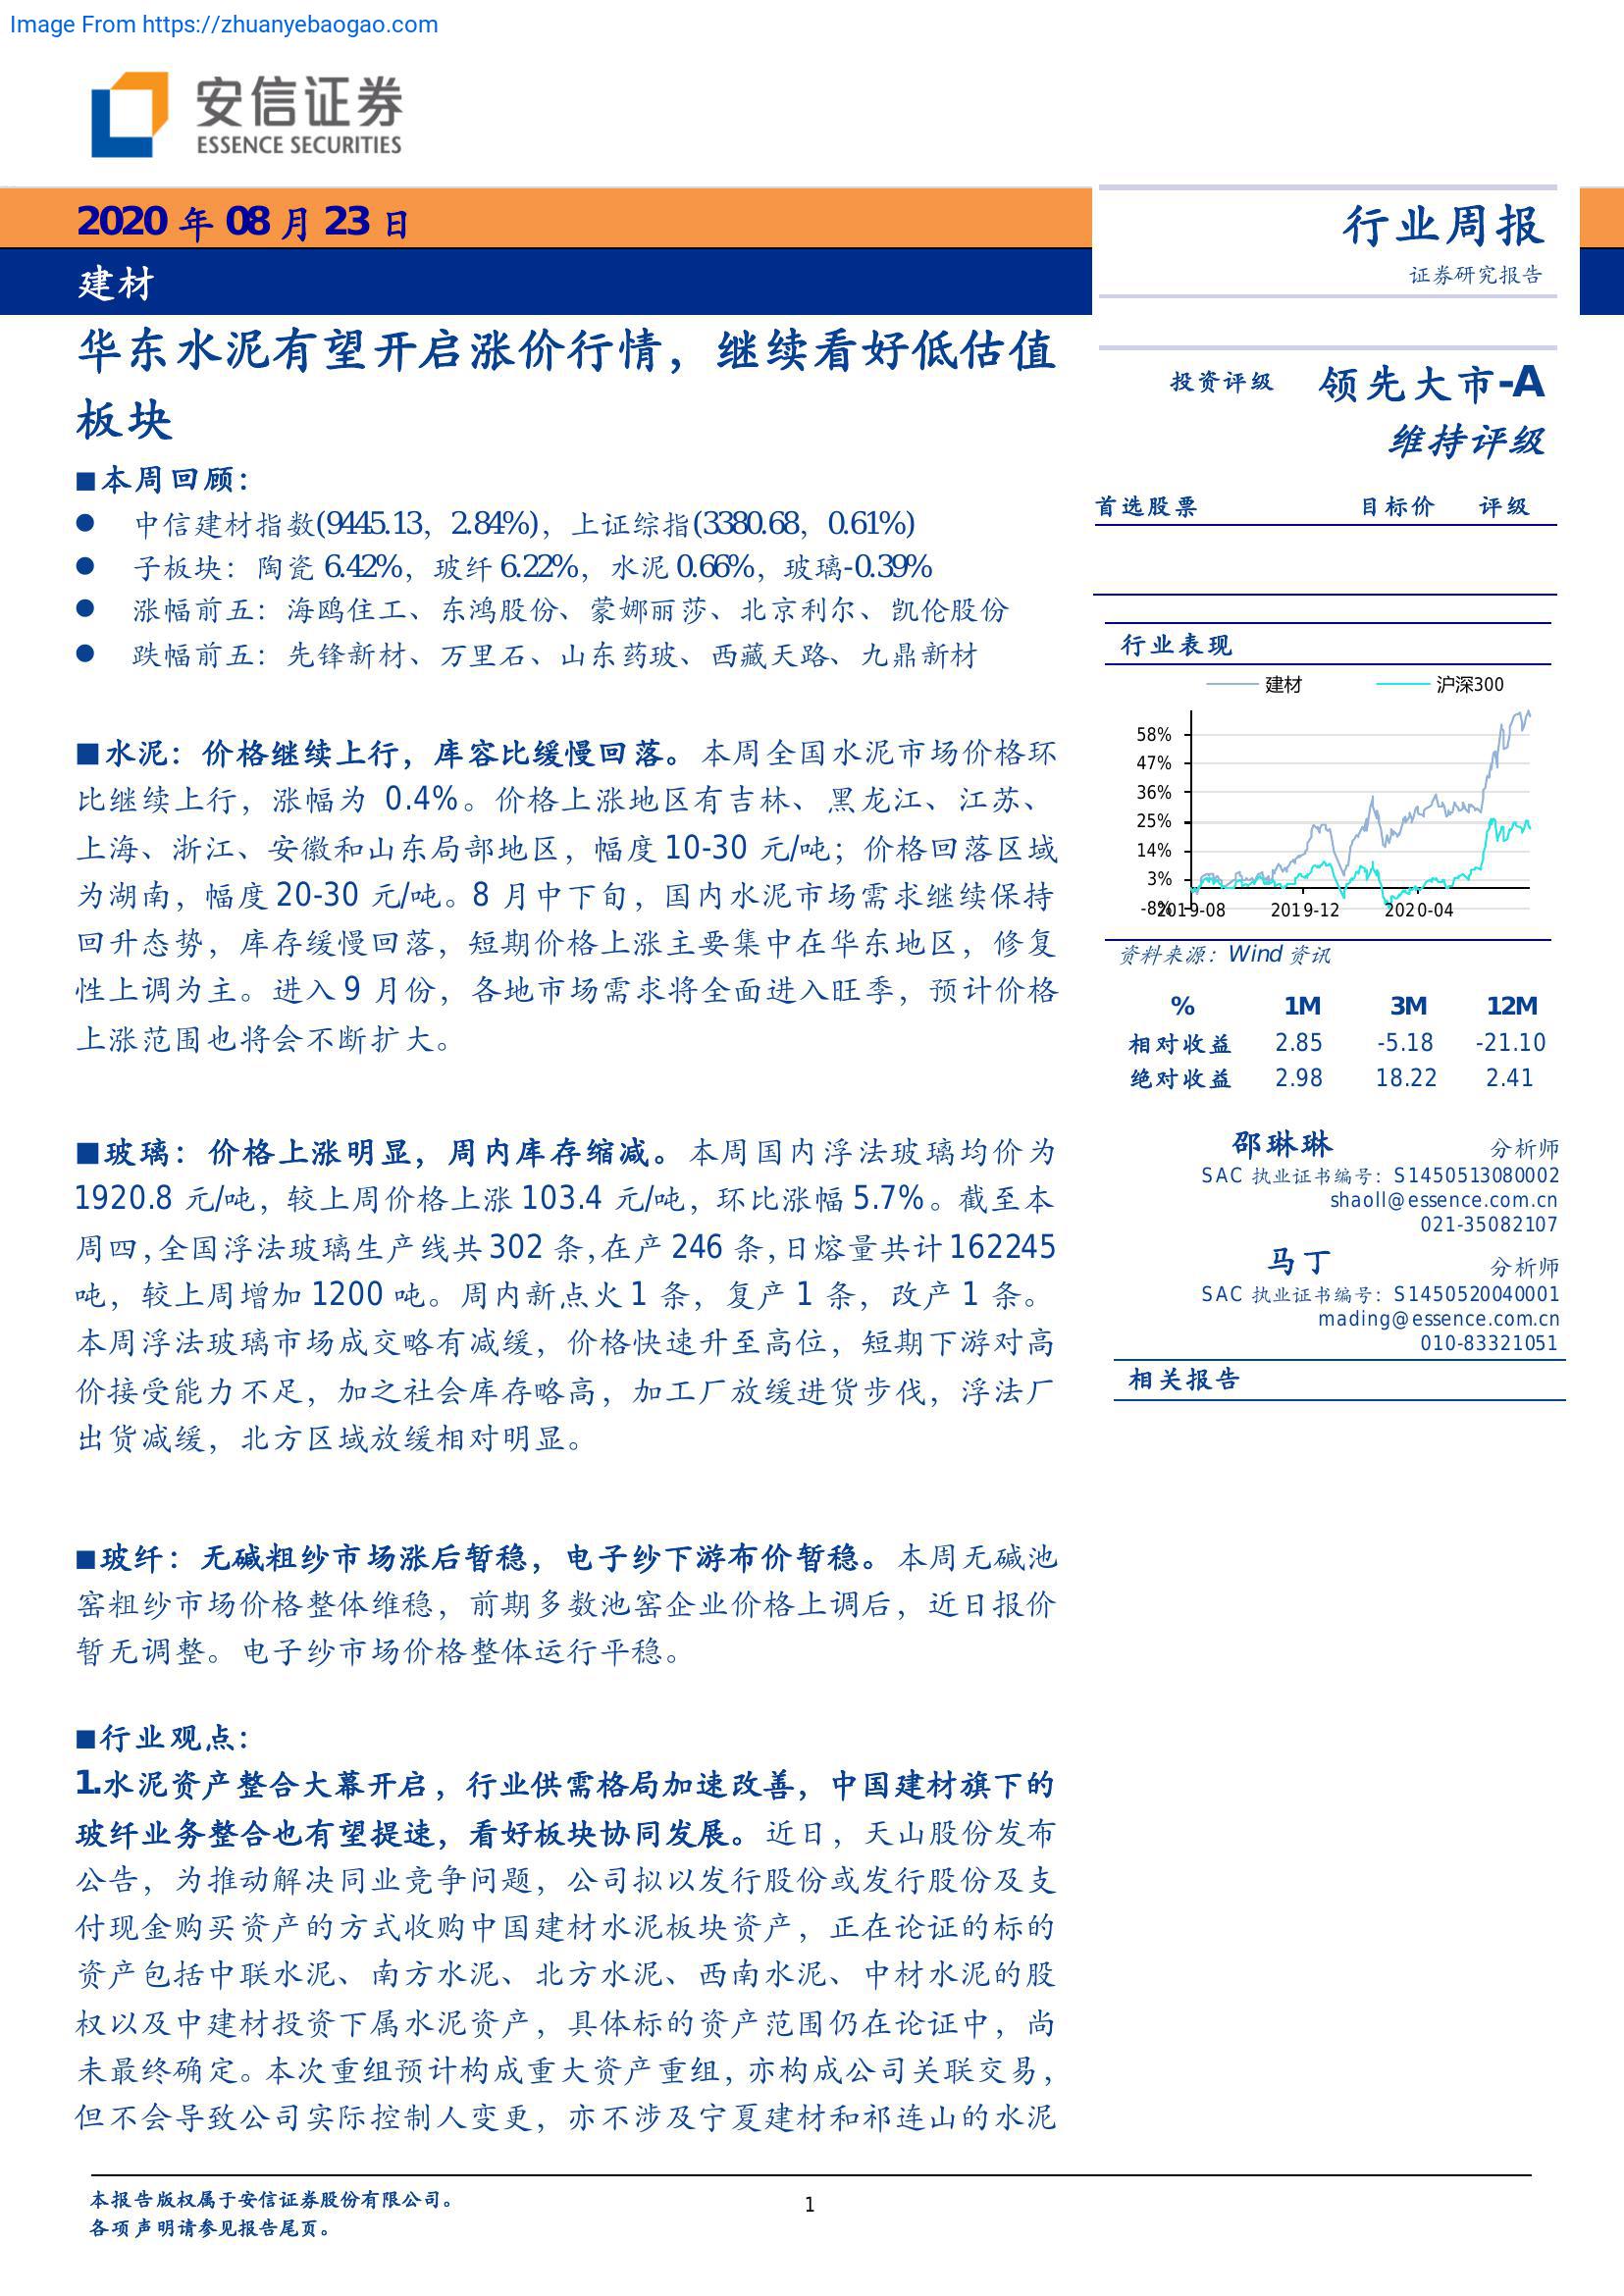 Image From https://zhuanyebaogao.com
安信证券
ESSENCE SECURITIES
2020 年 08 月 23 日
建材
行业周报
证券研究报告
华东水泥有望开启涨价行情，继续看好低估值
板块
■本周回顾：
● 中信建材指数(9445.13，2.84%)，上证综指(3380.68，0.61%)
● 子板块：陶瓷 6.42%，玻纤 6.22%，水泥 0.66%，玻璃-0.39%
● 涨幅前五：海鸥住工、东鸿股份、蒙娜丽莎、北京利尔、凯伦股份
● 跌幅前五：先锋新材、万里石、山东药玻、西藏天路、九鼎新材
■水泥：价格继续上行，库容比缓慢回落。本周全国水泥市场价格环
比继续上行，涨幅为 0.4%。价格上涨地区有吉林、黑龙江、江苏、
上海、浙江、安徽和山东局部地区，幅度 10-30 元/吨；价格回落区域
为湖南，幅度 20-30 元/吨。8 月中下旬，国内水泥市场需求继续保持
回升态势，库存缓慢回落，短期价格上涨主要集中在华东地区，修复
性上调为主。进入 9 月份，各地市场需求将全面进入旺季，预计价格
上涨范围也将会不断扩大。
■玻璃：价格上涨明显，周内库存缩减。本周国内浮法玻璃均价为
1920.8 元/吨，较上周价格上涨 103.4 元/吨，环比涨幅 5.7%。截至本
周四，全国浮法玻璃生产线共 302 条，在产 246 条，日熔量共计 162245
吨，较上周增加 1200 吨。周内新点火 1 条，复产 1 条，改产 1 条。
本周浮法玻璃市场成交略有减缓，价格快速升至高位，短期下游对高
价接受能力不足，加之社会库存略高，加工厂放缓进货步伐，浮法厂
出货减缓，北方区域放缓相对明显。
■玻纤：无碱粗纱市场涨后暂稳，电子纱下游布价暂稳。本周无碱池
窑粗纱市场价格整体维稳，前期多数池窑企业价格上调后，近日报价
暂无调整。电子纱市场价格整体运行平稳。
■行业观点：
1.水泥资产整合大幕开启，行业供需格局加速改善，中国建材旗下的
玻纤业务整合也有望提速，看好板块协同发展。近日，天山股份发布
公告，为推动解决同业竞争问题，公司拟以发行股份或发行股份及支
付现金购买资产的方式收购中国建材水泥板块资产，正在论证的标的
资产包括中联水泥、南方水泥、北方水泥、西南水泥、中材水泥的股
权以及中建材投资下属水泥资产，具体标的资产范围仍在论证中，尚
未最终确定。本次重组预计构成重大资产重组，亦构成公司关联交易，
但不会导致公司实际控制人变更，亦不涉及宁夏建材和祁连山的水泥
投资评级 领先大市-A
维持评级
首选股票 目标价 评级
行业表现
建材 沪深300
58%
47%
36%
25%
14%
3%
-8%
2019-08 2019-12 2020-04
资料来源：Wind 资讯
% 1M 3M 12M
相对收益 2.85 -5.18 -21.10
绝对收益 2.98 18.22 2.41
邵琳琳 分析师
SAC 执业证书编号：S1450513080002
shaoll@essence.com.cn
021-35082107
马丁 分析师
SAC 执业证书编号：S1450520040001
mading@essence.com.cn
010-83321051
相关报告
本报告版权属于安信证券股份有限公司。
各项声明请参见报告尾页。
1